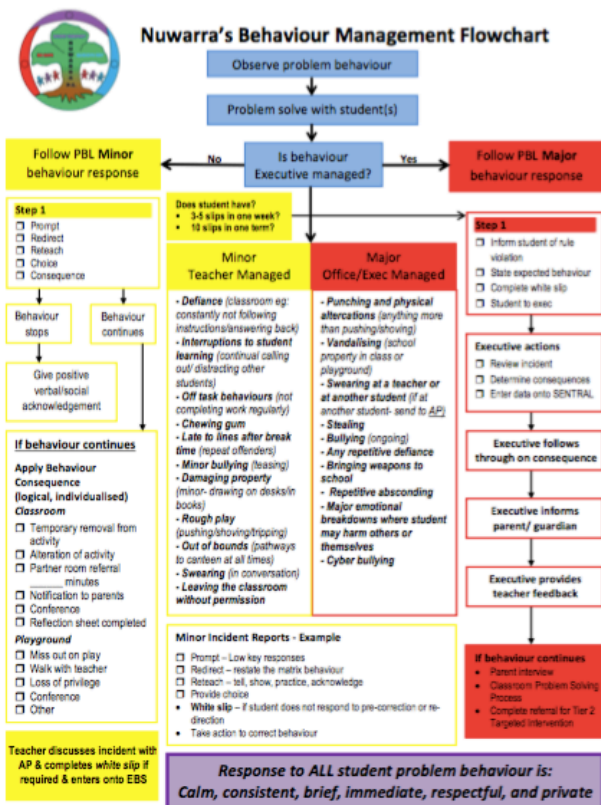 Nuwarra's Behaviour Management Flowchart
Observe problem behaviour
Problem solve with student(s)
Is behaviour
Executive managed?
No
Yes
Follow PBL Minor
behaviour response
Follow PBL Major
behaviour response
Step 1
☐ Prompt
☐ Redirect
☐ Reteach
☐ Choice
☐ Consequence
Behaviour
stops
Behaviour
continues
Give positive
verbal/social
acknowledgement
If behaviour continues
Apply Behaviour
Consequence
(logical, individualised)
Classroom
☐ Temporary removal from
activity
☐ Alteration of activity
☐ Partner room referral
______ minutes
☐ Notification to parents
☐ Conference
☐ Reflection sheet completed
Playground
☐ Miss out on play
☐ Walk with teacher
☐ Loss of privilege
☐ Conference
☐ Other
Teacher discusses incident with
AP & completes white slip if
required & enters onto EBS
Does student have?
• 3-5 slips in one week?
• 10 slips in one term?
Minor
Teacher Managed
- Defiance (classroom eg:
constantly not following
instructions/answering back)
- Interruptions to student
learning (continual calling
out/ distracting other
students)
- Off task behaviours (not
completing work regularly)
- Chewing gum
- Late to lines after break
time (repeat offenders)
- Minor bullying (teasing)
- Damaging property
(minor- drawing on desks/in
books)
- Rough play
(pushing/shoving/tripping)
- Out of bounds (pathways
to canteen at all times)
- Swearing (in conversation)
- Leaving the classroom
without permission
Major
Office/Exec Managed
- Punching and physical
altercations (anything more
than pushing/shoving)
- Vandalising (school
property in class or
playground)
- Swearing at a teacher or
at another student (if at
another student- send to AP)
- Stealing
- Bullying (ongoing)
- Any repetitive defiance
- Bringing weapons to
school
- Repetitive absconding
- Major emotional
breakdowns where student
may harm others or
themselves
- Cyber bullying
Minor Incident Reports - Example
☐ Prompt – Low key responses
☐ Redirect – restate the matrix behaviour
☐ Reteach – tell, show, practice, acknowledge
☐ Provide choice
• White slip – if student does not respond to pre-correction or re-
direction
• Take action to correct behaviour
Step 1
☐ Inform student of rule
violation
☐ State expected behaviour
☐ Complete white slip
☐ Student to exec
Executive actions
☐ Review incident
☐ Determine consequences
☐ Enter data onto SENTRAL
Executive follows
through on consequence
Executive informs
parent/ guardian
Executive provides
teacher feedback
If behaviour continues
• Parent interview
• Classroom Problem Solving
Process
• Complete referral for Tier 2
Targeted intervention
Response to ALL student problem behaviour is:
Calm, consistent, brief, immediate, respectful, and private